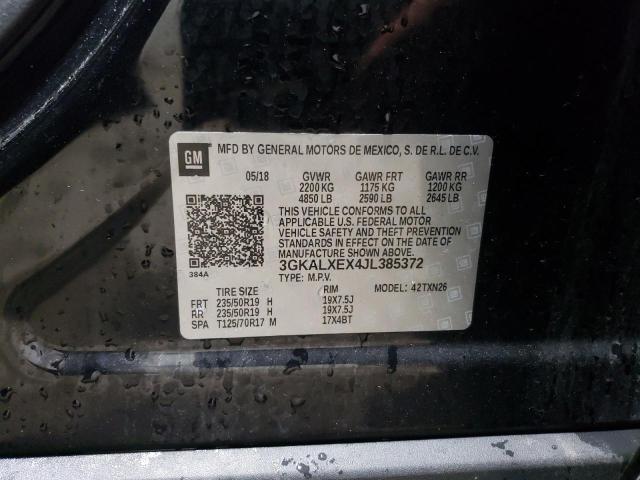 GM
MFD BY GENERAL MOTORS DE MEXICO, S. DE R.L. DE C.V.
05/18 GVWR GAWR FRT GAWR RR
2200 KG 1175 KG 1200 KG
4850 LB 2590 LB 2645 LB
THIS VEHICLE CONFORMS TO ALL
APPLICABLE U.S. FEDERAL MOTOR
VEHICLE SAFETY AND THEFT PREVENTION
STANDARDS IN EFFECT ON THE DATE OF
MANUFACTURE SHOWN ABOVE.
3GKALXEX4JL385372
384A
TYPE: M.P.V. MODEL: 42TXN26
TIRE SIZE RIM
FRT 235/50R19 H 19X7.5J
RR 235/50R19 H 19X7.5J
SPA T125/70R17 M 17X4BT